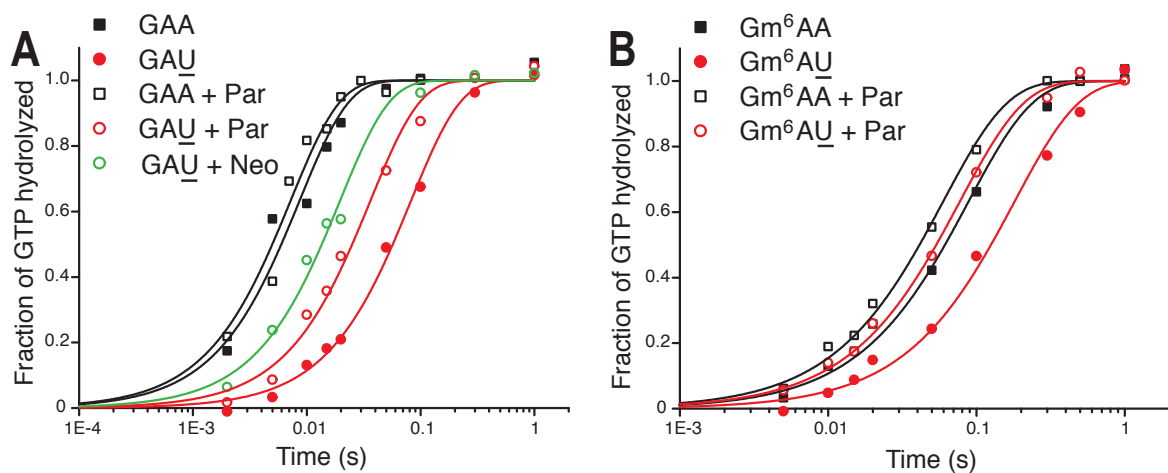 A
GAA
GAU
GAA + Par
GAU + Par
GAU + Neo
Fraction of GTP hydrolyzed
1.0
0.8
0.6
0.4
0.2
0
1E-4
1E-3
0.01
0.1
1
Time (s)
B
Gm⁶AA
Gm⁶AU
Gm⁶AA + Par
Gm⁶AU + Par
Fraction of GTP hydrolyzed
1.0
0.8
0.6
0.4
0.2
0
1E-3
0.01
0.1
1
Time (s)